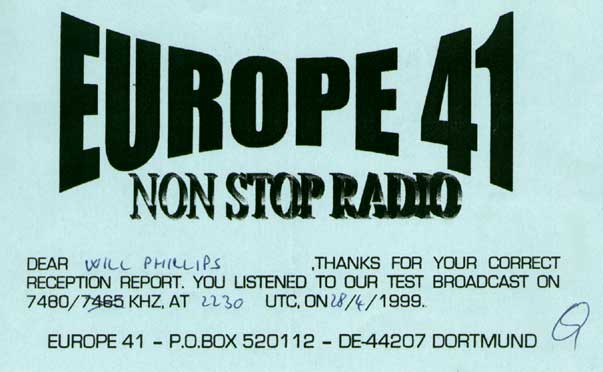 EUROPE 41
NON STOP RADIO
DEAR WILL PHILLIPS ,THANKS FOR YOUR CORRECT
RECEPTION REPORT. YOU LISTENED TO OUR TEST BROADCAST ON
7480/7465 KHZ, AT 2230 UTC, ON 28/4/1999.
EUROPE 41 - P.O.BOX 520112 - DE-44207 DORTMUND